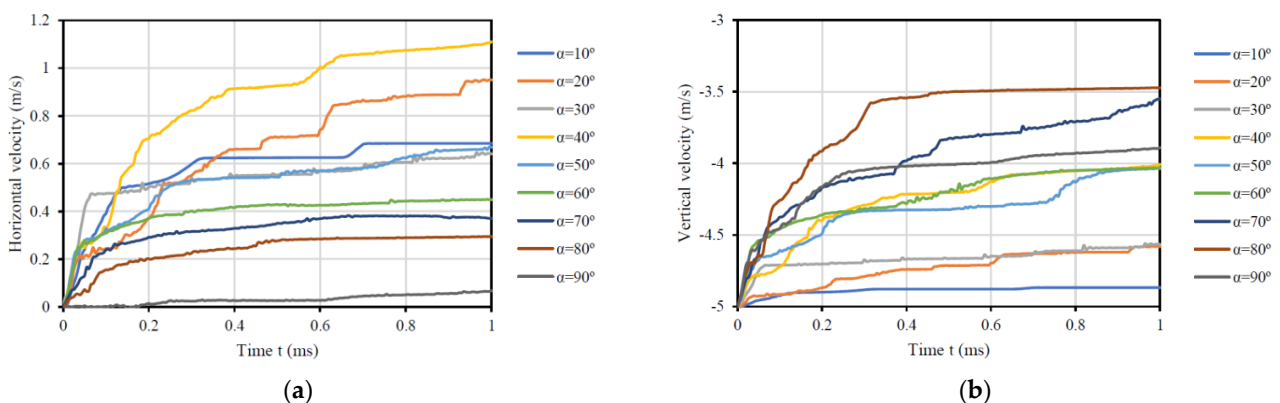 Horizontal velocity (m/s)
1.2
1
0.8
0.6
0.4
0.2
0
0 0.2 0.4 0.6 0.8 1
Time t (ms)
α=10º
α=20º
α=30º
α=40º
α=50º
α=60º
α=70º
α=80º
α=90º
(a)
Vertical velocity (m/s)
-3
-3.5
-4
-4.5
-5
0 0.2 0.4 0.6 0.8 1
Time t (ms)
α=10º
α=20º
α=30º
α=40º
α=50º
α=60º
α=70º
α=80º
α=90º
(b)